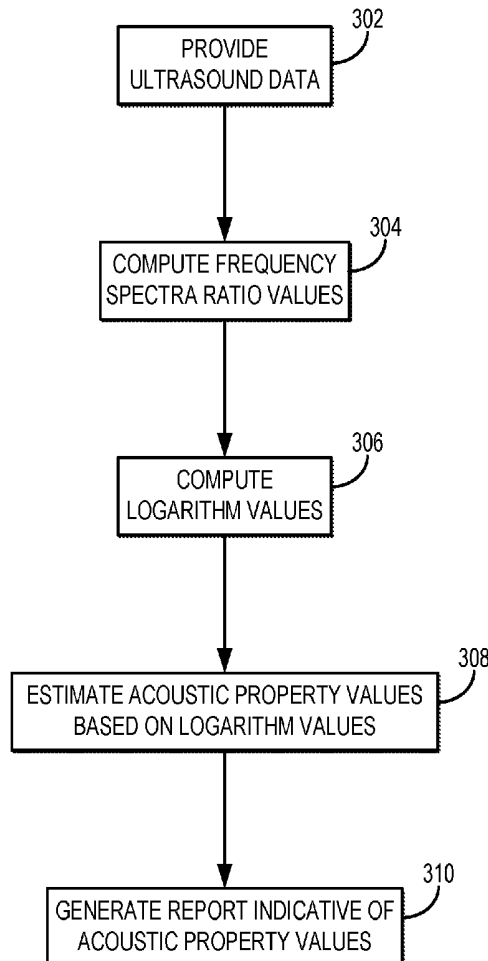 302
PROVIDE
ULTRASOUND DATA
304
COMPUTE FREQUENCY
SPECTRA RATIO VALUES
306
COMPUTE
LOGARITHM VALUES
308
ESTIMATE ACOUSTIC PROPERTY VALUES
BASED ON LOGARITHM VALUES
310
GENERATE REPORT INDICATIVE OF
ACOUSTIC PROPERTY VALUES